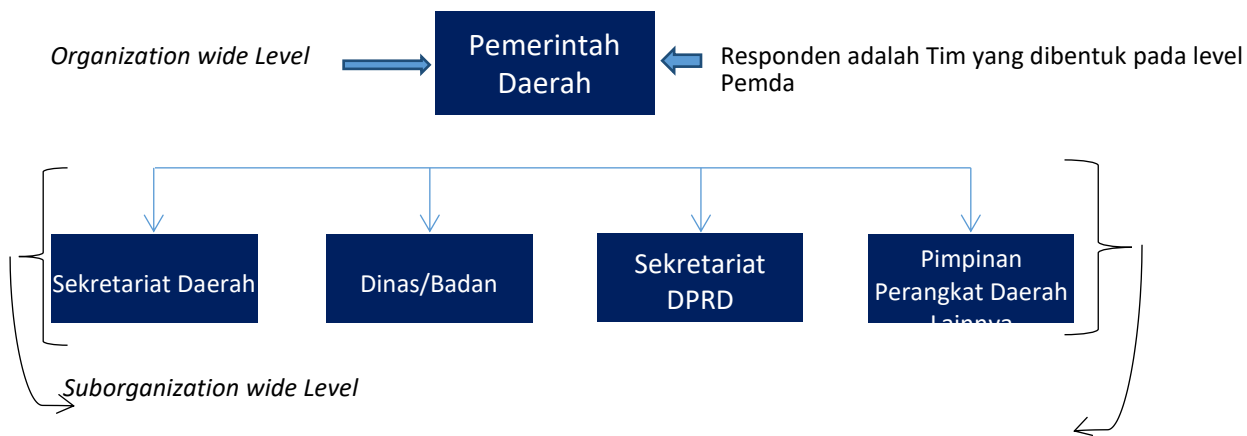 Organization wide Level
Pemerintah
Daerah
Responden adalah Tim yang dibentuk pada level
Pemda
Sekretariat Daerah
Dinas/Badan
Sekretariat
DPRD
Pimpinan
Perangkat Daerah
Lainnya
Suborganization wide Level